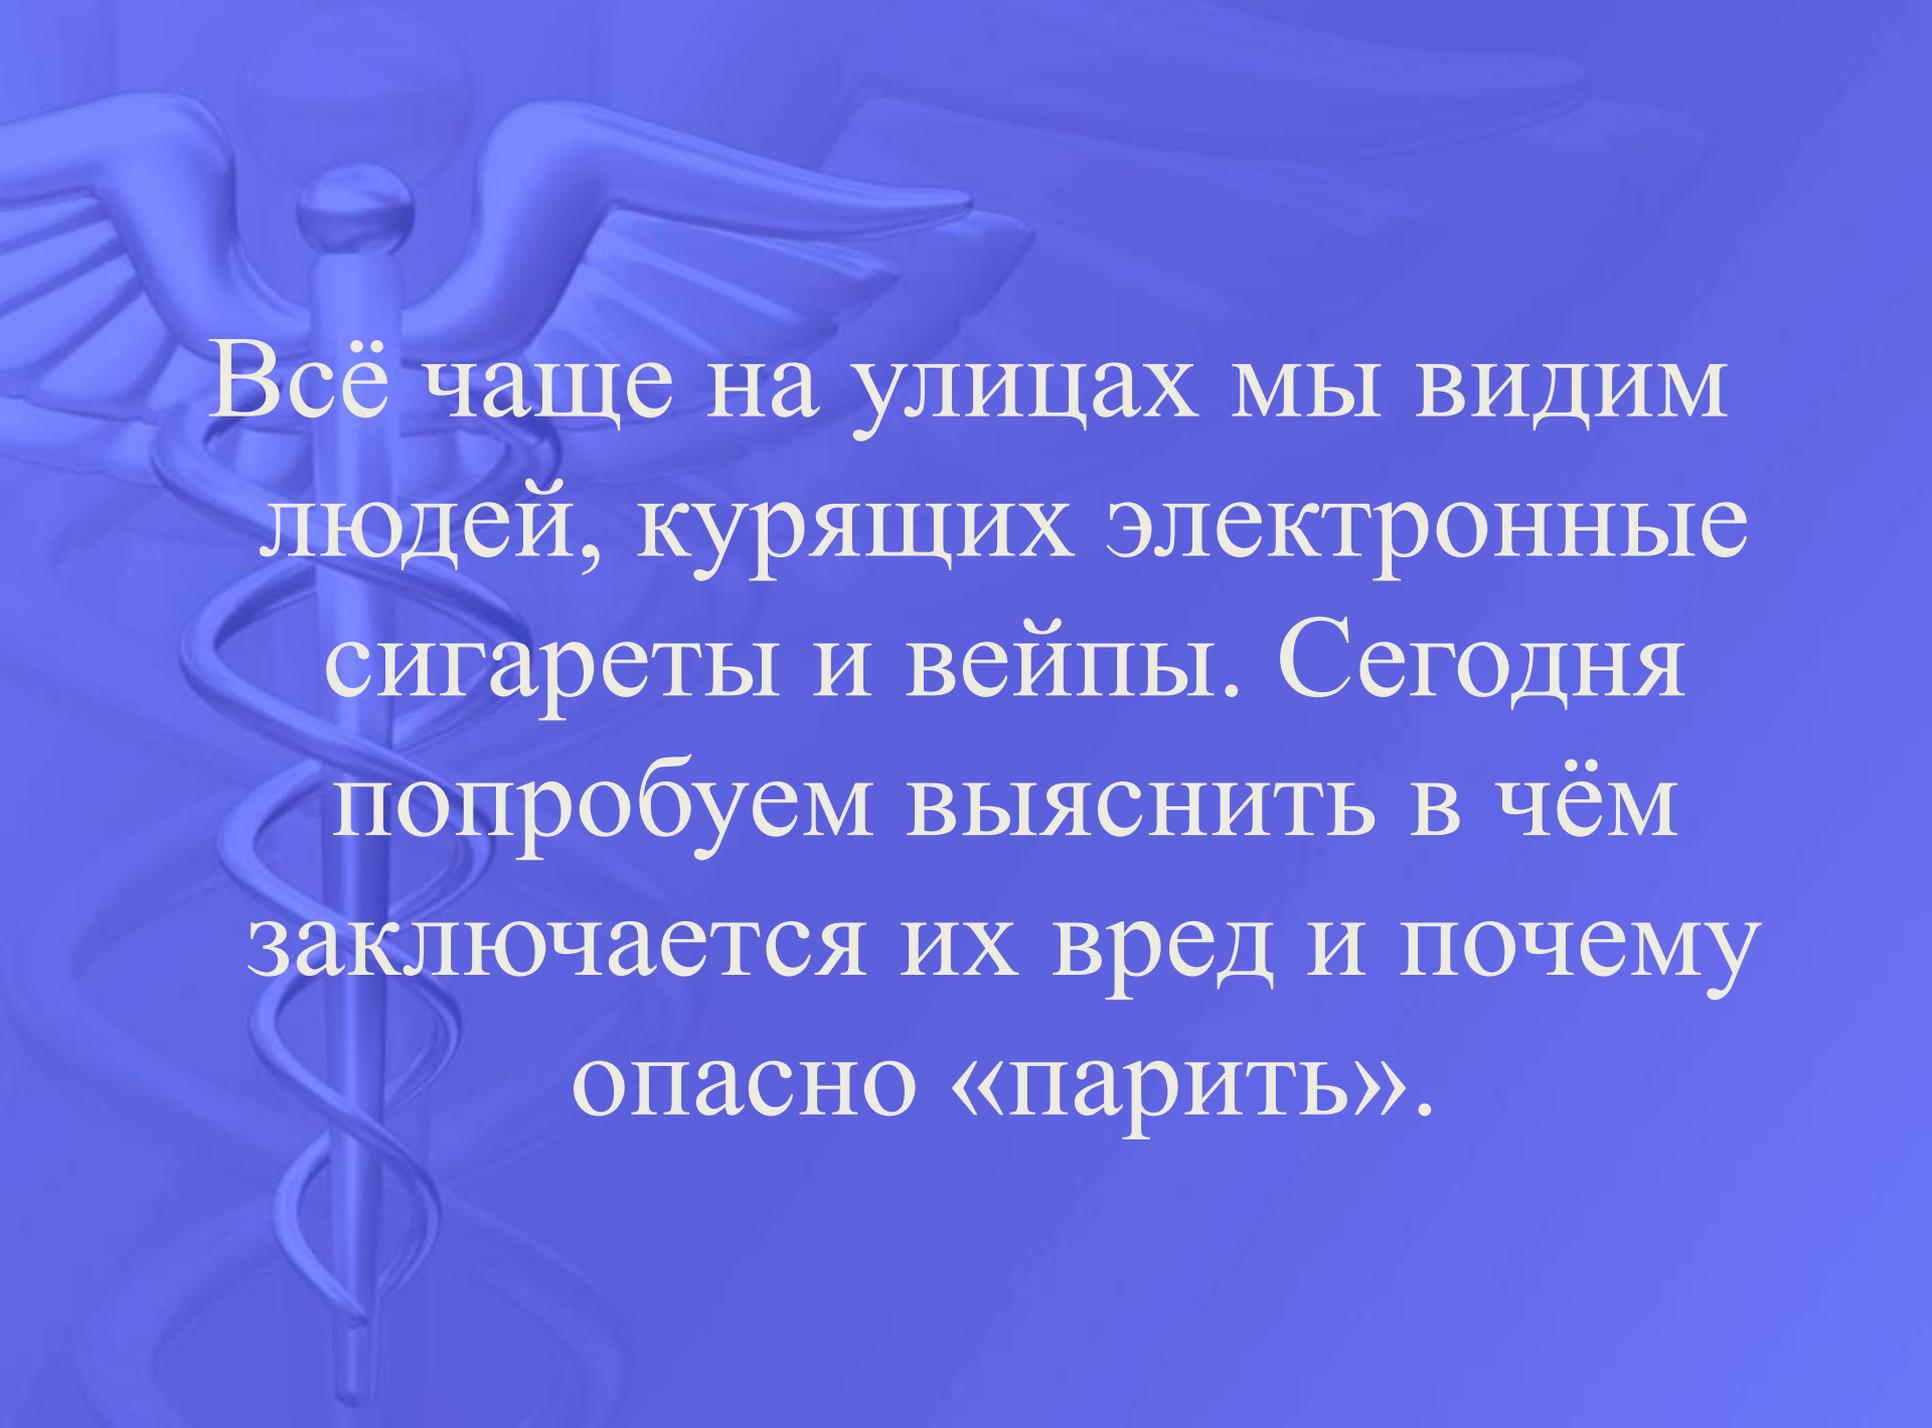 Всё чаще на улицах мы видим
людей, курящих электронные
сигареты и вейпы. Сегодня
попробуем выяснить в чём
заключается их вред и почему
опасно «парить».